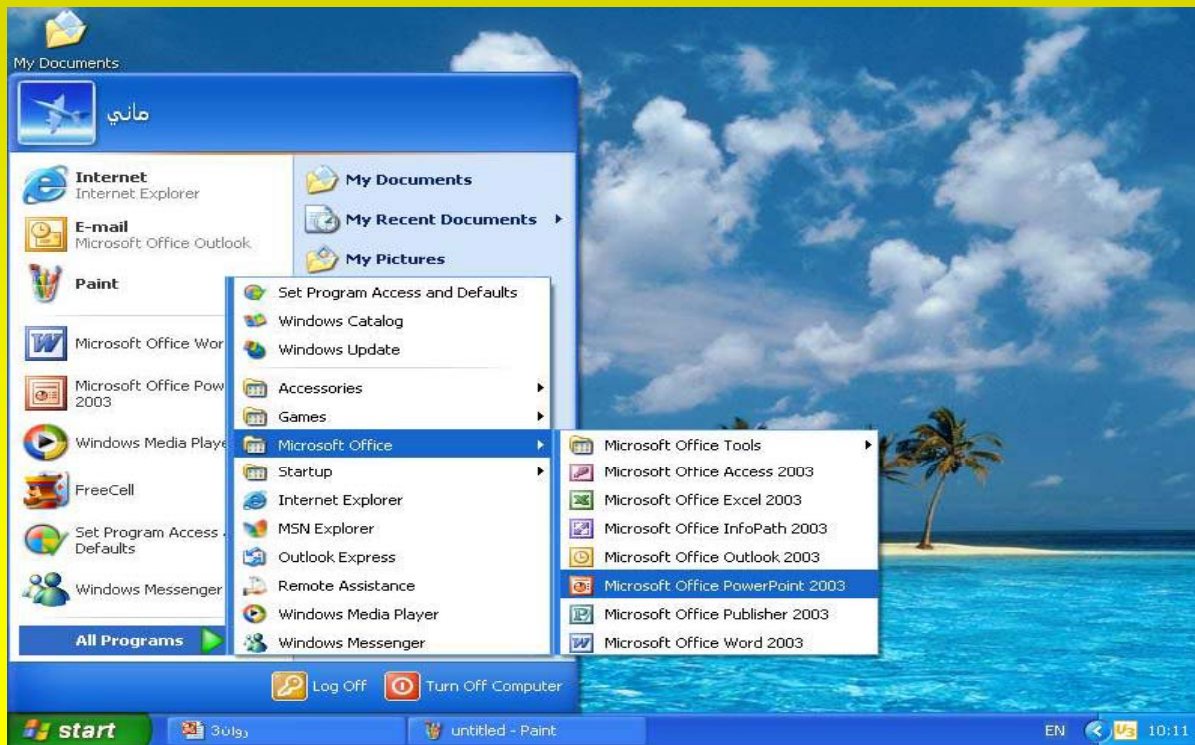 My Documents
ماني
Internet
Internet Explorer
E-mail
Microsoft Office Outlook
Paint
Microsoft Office Wor
Microsoft Office Pow
2003
Windows Media Playe
FreeCell
Set Program Access
Defaults
Windows Messenger
All Programs
My Documents
My Recent Documents
My Pictures
Set Program Access and Defaults
Windows Catalog
Windows Update
Accessories
Games
Microsoft Office
Startup
Internet Explorer
MSN Explorer
Outlook Express
Remote Assistance
Windows Media Player
Windows Messenger
Microsoft Office Tools
Microsoft Office Access 2003
Microsoft Office Excel 2003
Microsoft Office InfoPath 2003
Microsoft Office Outlook 2003
Microsoft Office PowerPoint 2003
Microsoft Office Publisher 2003
Microsoft Office Word 2003
Log Off
Turn Off Computer
start
روان3
untitled - Paint
EN
U3
10:11